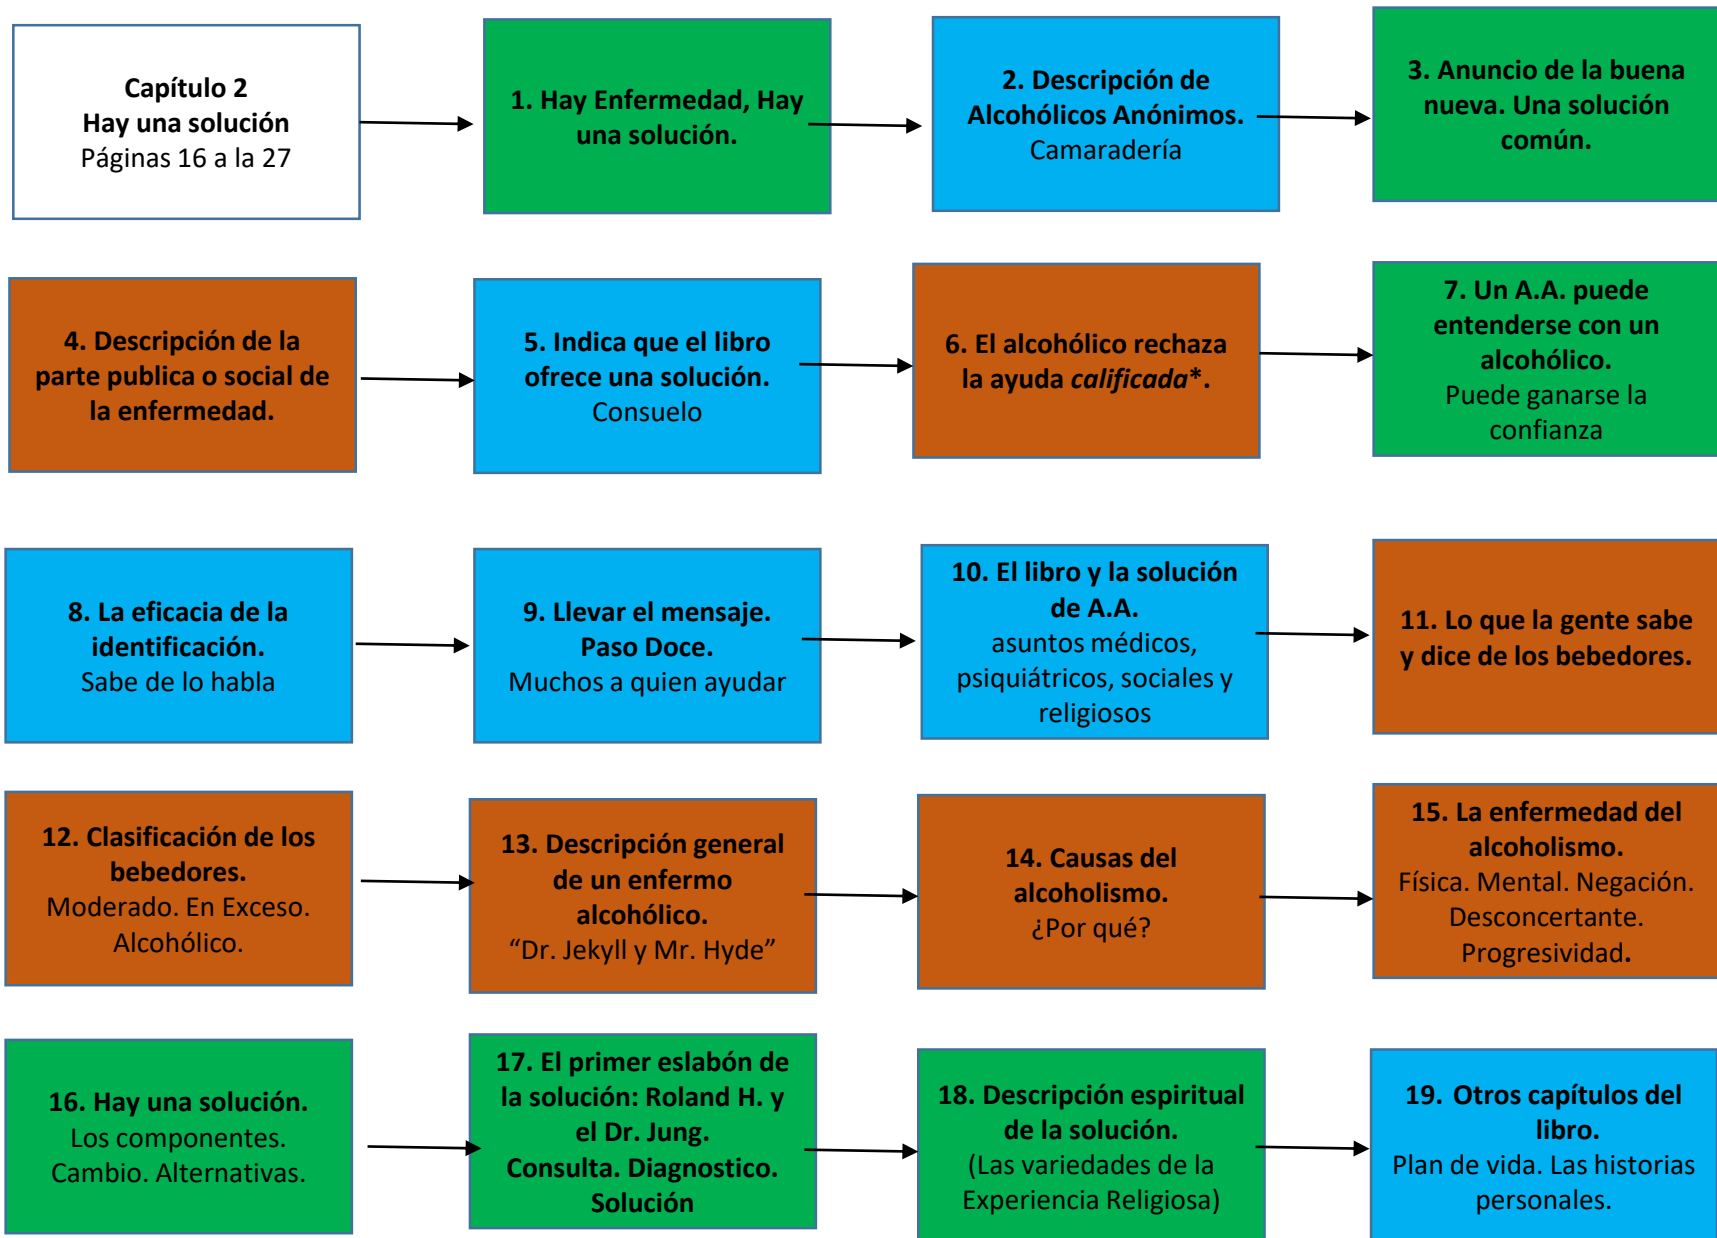 Capítulo 2
Hay una solución
Páginas 16 a la 27
1. Hay Enfermedad, Hay
una solución.
2. Descripción de
Alcohólicos Anónimos.
Camaradería
3. Anuncio de la buena
nueva. Una solución
común.
4. Descripción de la
parte publica o social de
la enfermedad.
5. Indica que el libro
ofrece una solución.
Consuelo
6. El alcohólico rechaza
la ayuda calificada*.
7. Un A.A. puede
entenderse con un
alcohólico.
Puede ganarse la
confianza
8. La eficacia de la
identificación.
Sabe de lo habla
9. Llevar el mensaje.
Paso Doce.
Muchos a quien ayudar
10. El libro y la solución
de A.A.
asuntos médicos,
psiquiátricos, sociales y
religiosos
11. Lo que la gente sabe
y dice de los bebedores.
12. Clasificación de los
bebedores.
Moderado. En Exceso.
Alcohólico.
13. Descripción general
de un enfermo
alcohólico.
“Dr. Jekyll y Mr. Hyde”
14. Causas del
alcoholismo.
¿Por qué?
15. La enfermedad del
alcoholismo.
Física. Mental. Negación.
Desconcertante.
Progresividad.
16. Hay una solución.
Los componentes.
Cambio. Alternativas.
17. El primer eslabón de
la solución: Roland H. y
el Dr. Jung.
Consulta. Diagnostico.
Solución
18. Descripción espiritual
de la solución.
(Las variedades de la
Experiencia Religiosa)
19. Otros capítulos del
libro.
Plan de vida. Las historias
personales.